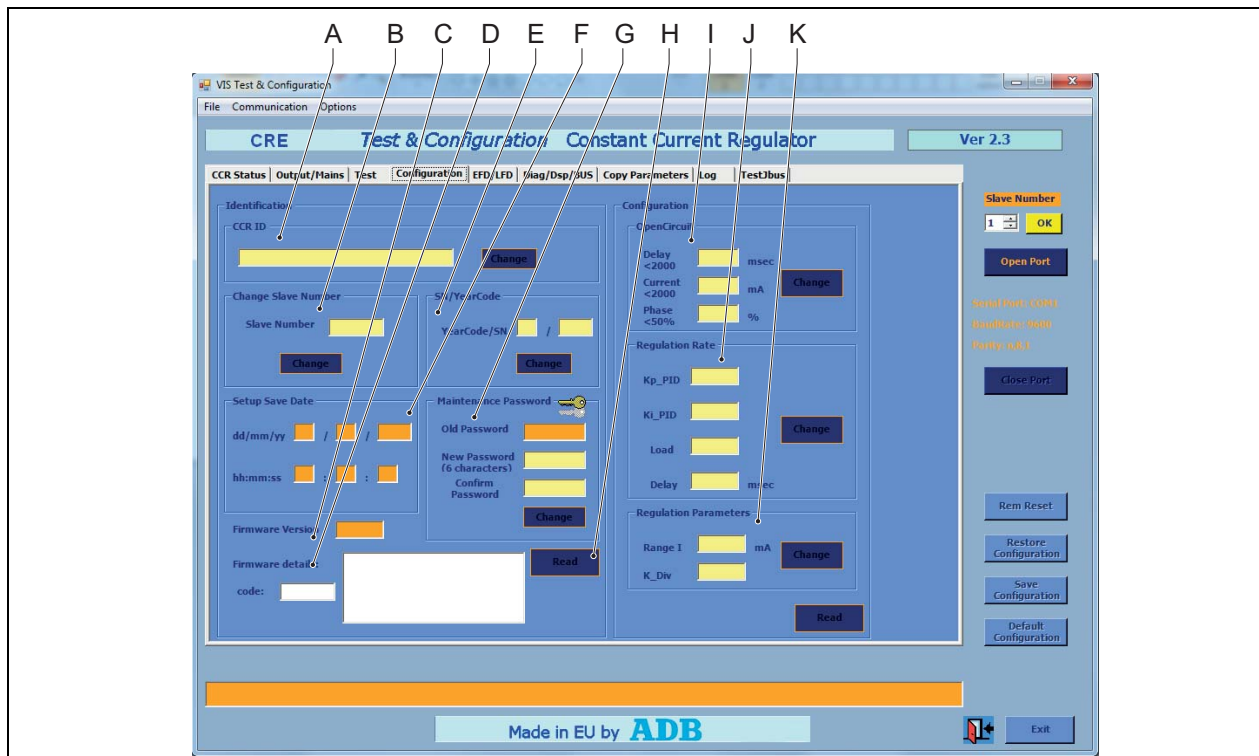 A B C D E F G H I J K
VIS Test & Configuration
File Communication Options
CRE Test & Configuration Constant Current Regulator Ver 2.3
CCR Status Output/Mains Test Configuration EFD/LFD Diag/Dsp/BUS Copy Parameters Log TestJbus
Identification
CCR ID
Change
Change Slave Number
Slave Number
Change
SN/YearCode
YearCode/SN /
Change
Setup Save Date
dd/mm/yy / /
hh:mm:ss : :
Maintenance Password
Old Password
New Password
(6 characters)
Confirm
Password
Change
Firmware Version
Firmware details:
code:
Read
Configuration
OpenCircuit
Delay
<2000 msec
Current
<2000 mA
Phase
<50% %
Change
Regulation Rate
Kp_PID
Ki_PID
Load
Delay msec
Change
Regulation Parameters
Range I mA
K_Div
Change
Read
Slave Number
1 OK
Open Port
Serial Port: COM1
Baudrate: 9600
Parity: n,8,1
Close Port
Rem Reset
Restore
Configuration
Save
Configuration
Default
Configuration
Made in EU by ADB
Exit